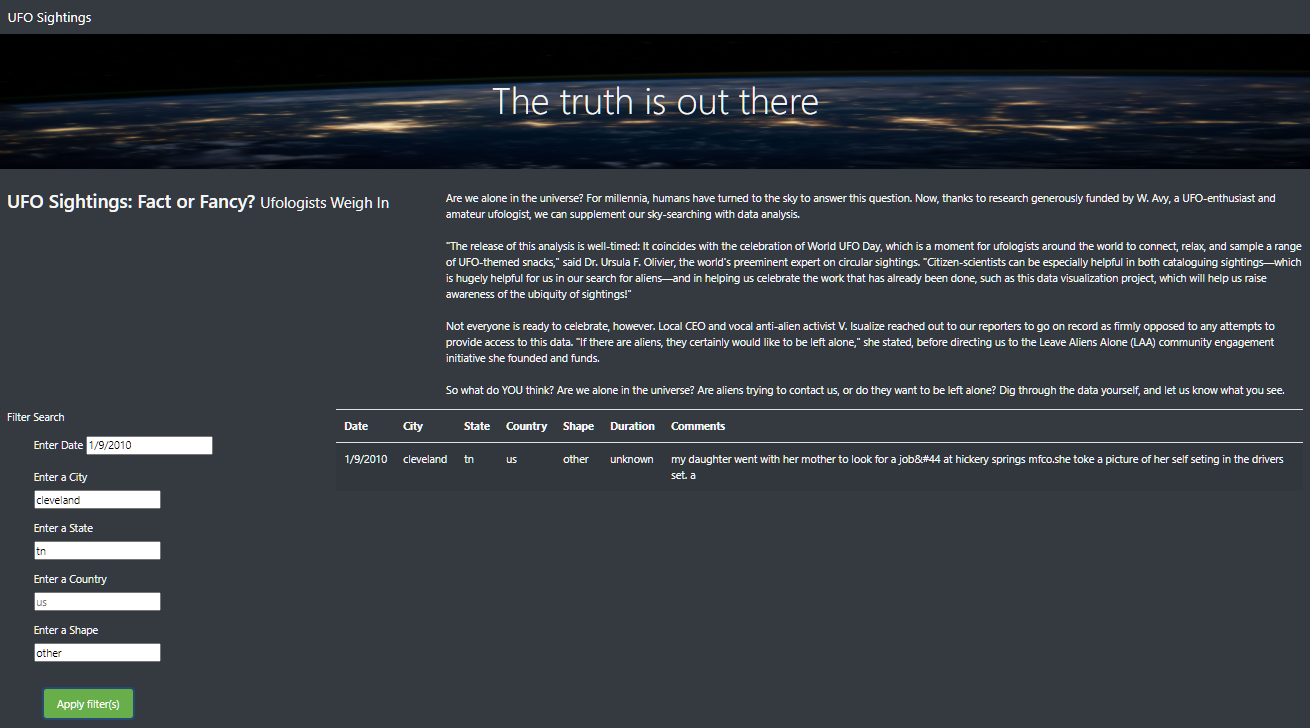 UFO Sightings
The truth is out there
UFO Sightings: Fact or Fancy? Ufologists Weigh In
Are we alone in the universe? For millennia, humans have turned to the sky to answer this question. Now, thanks to research generously funded by W. Avy, a UFO-enthusiast and
amateur ufologist, we can supplement our sky-searching with data analysis.
"The release of this analysis is well-timed: It coincides with the celebration of World UFO Day, which is a moment for ufologists around the world to connect, relax, and sample a range
of UFO-themed snacks," said Dr. Ursula F. Olivier, the world's preeminent expert on circular sightings. "Citizen-scientists can be especially helpful in both cataloguing sightings—which
is hugely helpful for us in our search for aliens—and in helping us celebrate the work that has already been done, such as this data visualization project, which will help us raise
awareness of the ubiquity of sightings!"
Not everyone is ready to celebrate, however. Local CEO and vocal anti-alien activist V. Isualize reached out to our reporters to go on record as firmly opposed to any attempts to
provide access to this data. "If there are aliens, they certainly would like to be left alone," she stated, before directing us to the Leave Aliens Alone (LAA) community engagement
initiative she founded and funds.
So what do YOU think? Are we alone in the universe? Are aliens trying to contact us, or do they want to be left alone? Dig through the data yourself, and let us know what you see.
Filter Search
Enter Date 1/9/2010
Enter a City
cleveland
Enter a State
tn
Enter a Country
us
Enter a Shape
other
Apply filter(s)
Date City State Country Shape Duration Comments
1/9/2010 cleveland tn us other unknown my daughter went with her mother to look for a job&#44 at hickery springs mfco.she toke a picture of her self seting in the drivers
set. a